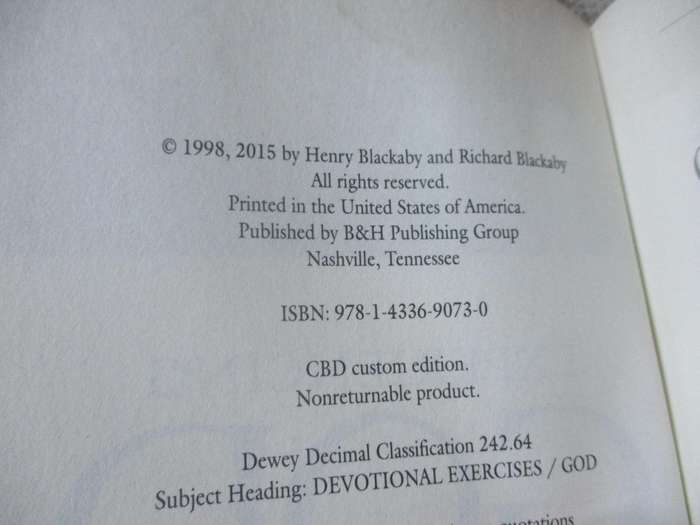 © 1998, 2015 by Henry Blackaby and Richard Blackaby
All rights reserved.
Printed in the United States of America.
Published by B&H Publishing Group
Nashville, Tennessee
ISBN: 978-1-4336-9073-0
CBD custom edition.
Nonreturnable product.
Dewey Decimal Classification 242.64
Subject Heading: DEVOTIONAL EXERCISES / GOD